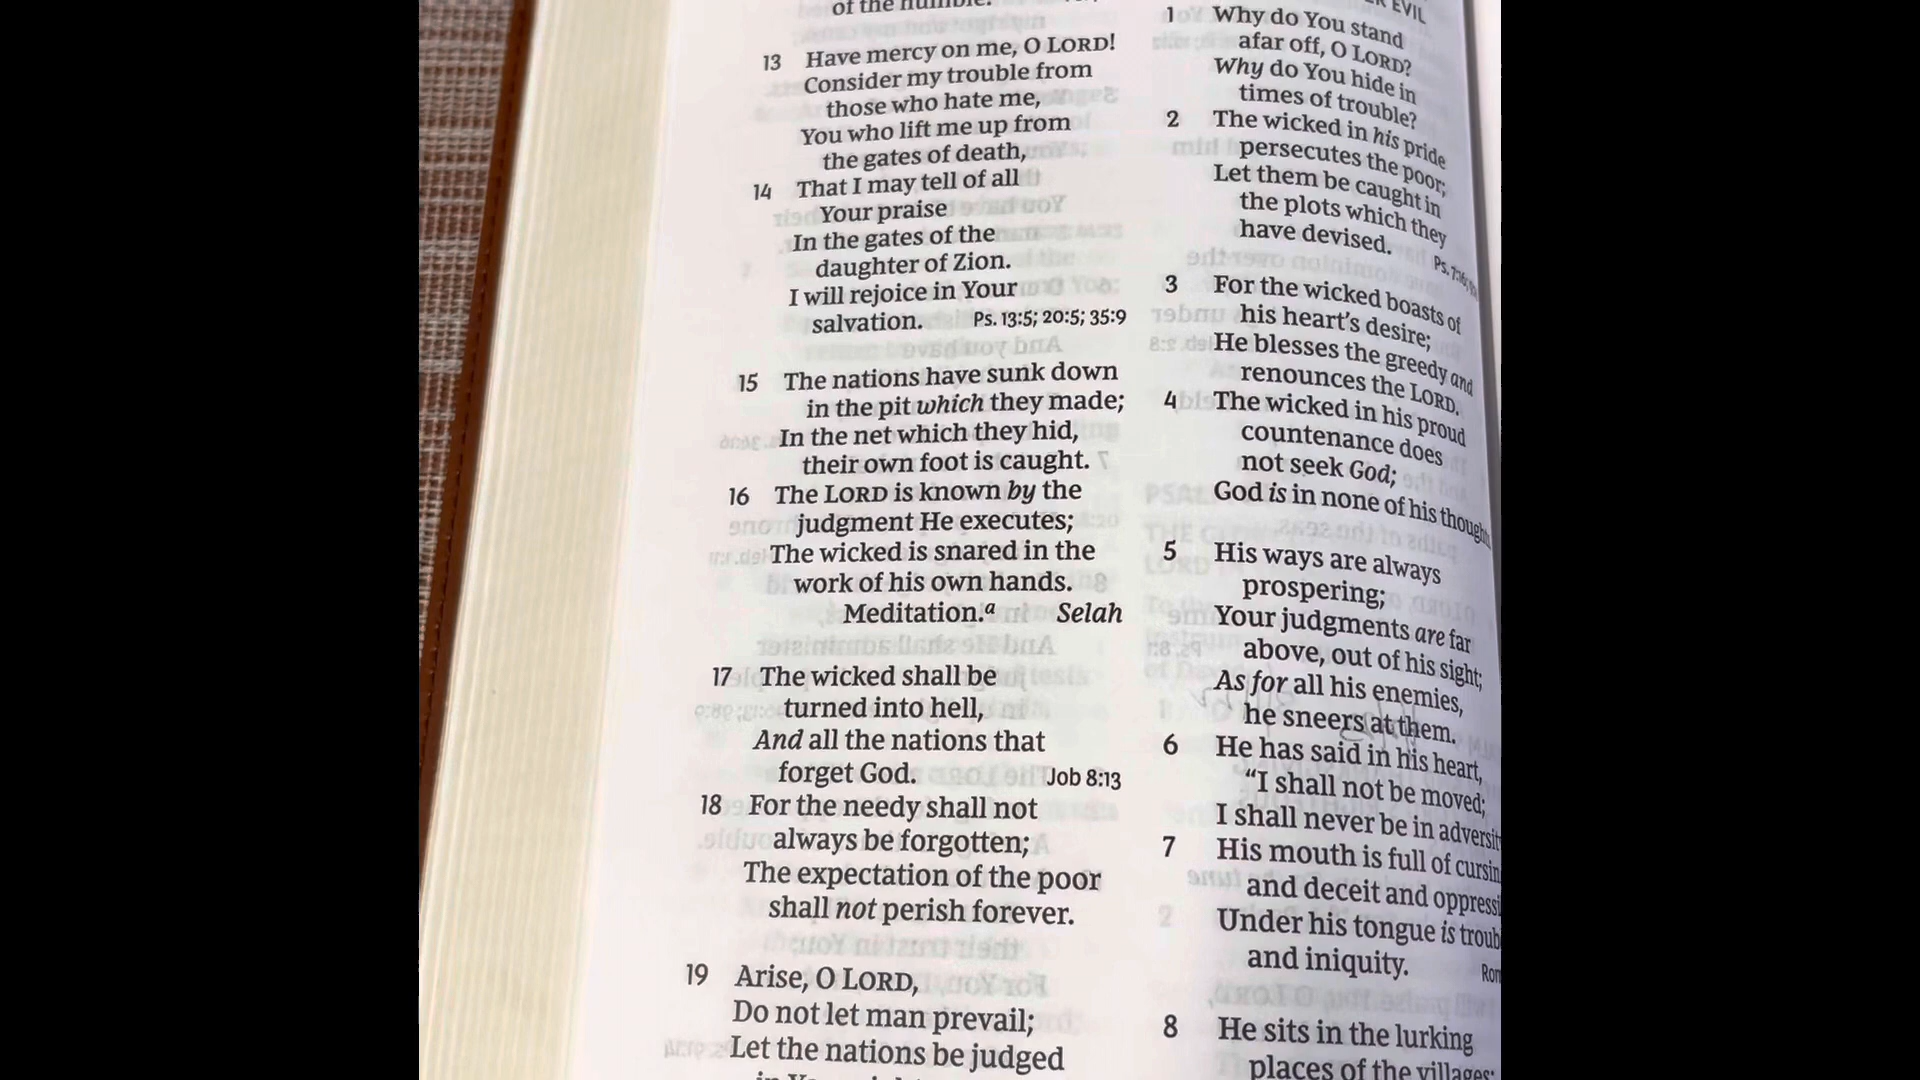 of the humble.
13 Have mercy on me, O LORD!
Consider my trouble from
those who hate me,
You who lift me up from
the gates of death,
14 That I may tell of all
Your praise
In the gates of the
daughter of Zion.
I will rejoice in Your
salvation. Ps. 13:5; 20:5; 35:9
15 The nations have sunk down
in the pit which they made;
In the net which they hid,
their own foot is caught.
16 The LORD is known by the
judgment He executes;
The wicked is snared in the
work of his own hands.
Meditation.a Selah
17 The wicked shall be
turned into hell,
And all the nations that
forget God. Job 8:13
18 For the needy shall not
always be forgotten;
The expectation of the poor
shall not perish forever.
19 Arise, O LORD,
Do not let man prevail;
Let the nations be judged
EVIL
1 Why do You stand
afar off, O LORD?
Why do You hide in
times of trouble?
2 The wicked in his pride
persecutes the poor;
Let them be caught in
the plots which they
have devised.
Ps. 7:16;
3 For the wicked boasts of
his heart's desire;
He blesses the greedy and
renounces the LORD.
4 The wicked in his proud
countenance does
not seek God;
God is in none of his though
5 His ways are always
prospering;
Your judgments are far
above, out of his sight;
As for all his enemies,
he sneers at them.
6 He has said in his heart,
“I shall not be moved;
I shall never be in adversit
7 His mouth is full of cursin
and deceit and oppressi
Under his tongue is troub
and iniquity. Rom
8 He sits in the lurking
places of the villages;